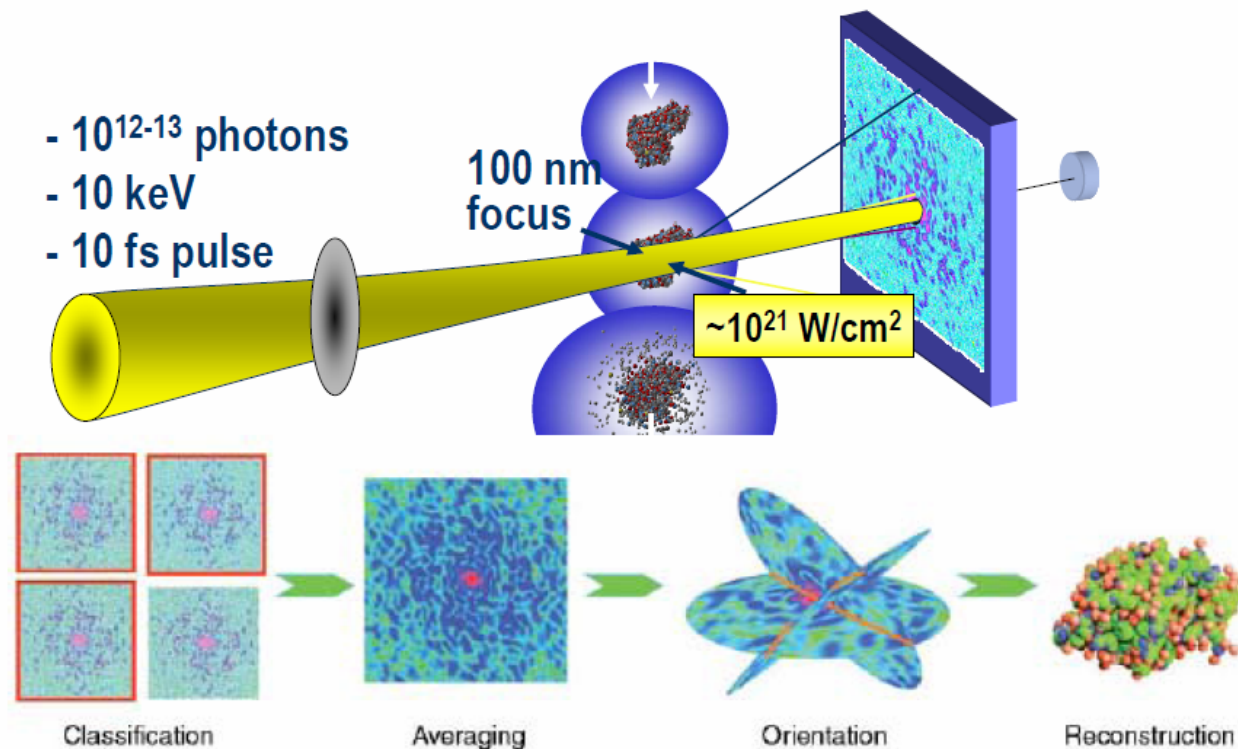 - 10¹²⁻¹³ photons
- 10 keV
- 10 fs pulse
100 nm
focus
~10²¹ W/cm²
Classification
Averaging
Orientation
Reconstruction